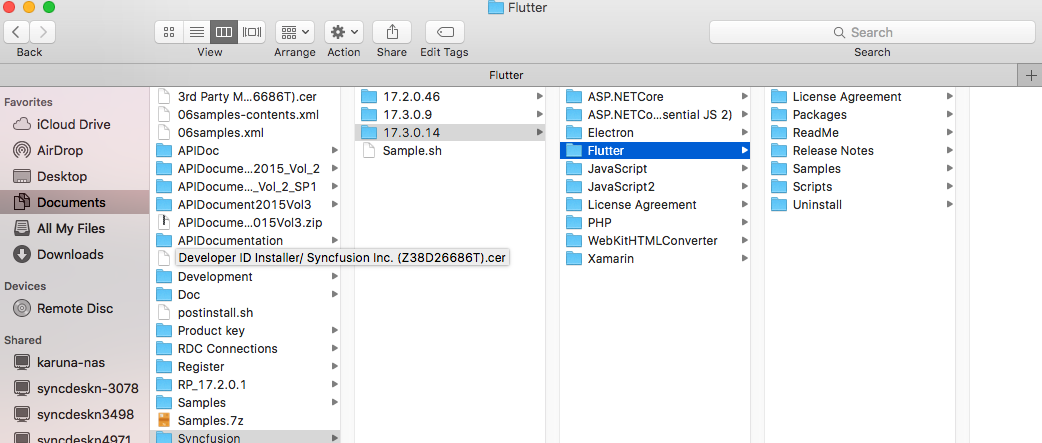 Flutter
Back
View
Arrange
Action
Share
Edit Tags
Search
Search
Flutter
Favorites
iCloud Drive
AirDrop
Desktop
Documents
All My Files
Downloads
Devices
Remote Disc
Shared
karuna-nas
syncdeskn-3078
syncdeskn3498
syncdeskn4971
3rd Party M...6686T).cer
06samples-contents.xml
06samples.xml
APIDoc
APIDocume...2015_Vol_2
APIDocume..._Vol_2_SP1
APIDocument2015Vol3
APIDocume...015Vol3.zip
APIDocumentation
Developer ID Installer/ Syncfusion Inc. (Z38D26686T).cer
Development
Doc
postinstall.sh
Product key
RDC Connections
Register
RP_17.2.0.1
Samples
Samples.7z
Syncfusion
17.2.0.46
17.3.0.9
17.3.0.14
Sample.sh
ASP.NETCore
ASP.NETCo...sential JS 2)
Electron
Flutter
JavaScript
JavaScript2
License Agreement
PHP
WebKitHTMLConverter
Xamarin
License Agreement
Packages
ReadMe
Release Notes
Samples
Scripts
Uninstall